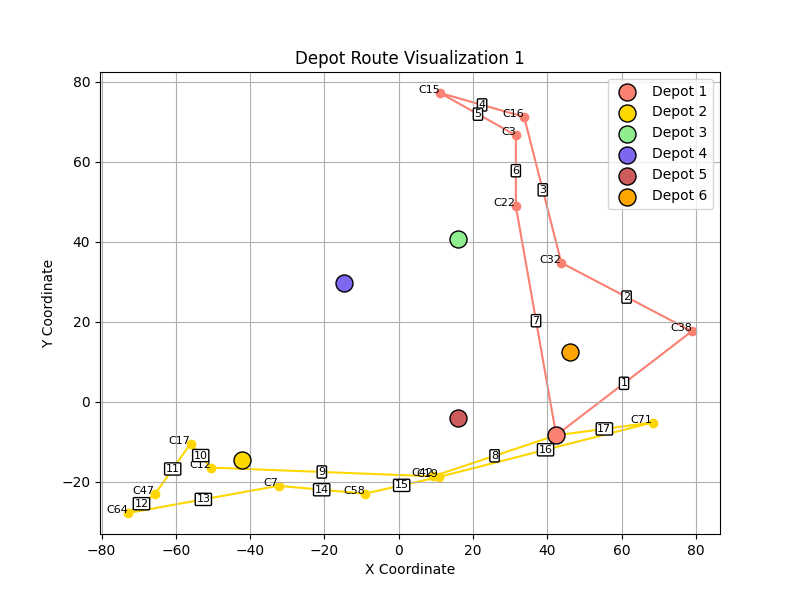 Depot Route Visualization 1
Depot 1
Depot 2
Depot 3
Depot 4
Depot 5
Depot 6
Y Coordinate
X Coordinate
80
60
40
20
0
−20
−80
−60
−40
−20
0
20
40
60
80
C15
C16
C3
C22
C32
C38
C71
C17
C12
C47
C64
C7
C58
C42
1
2
3
4
5
6
7
8
9
10
11
12
13
14
15
16
17